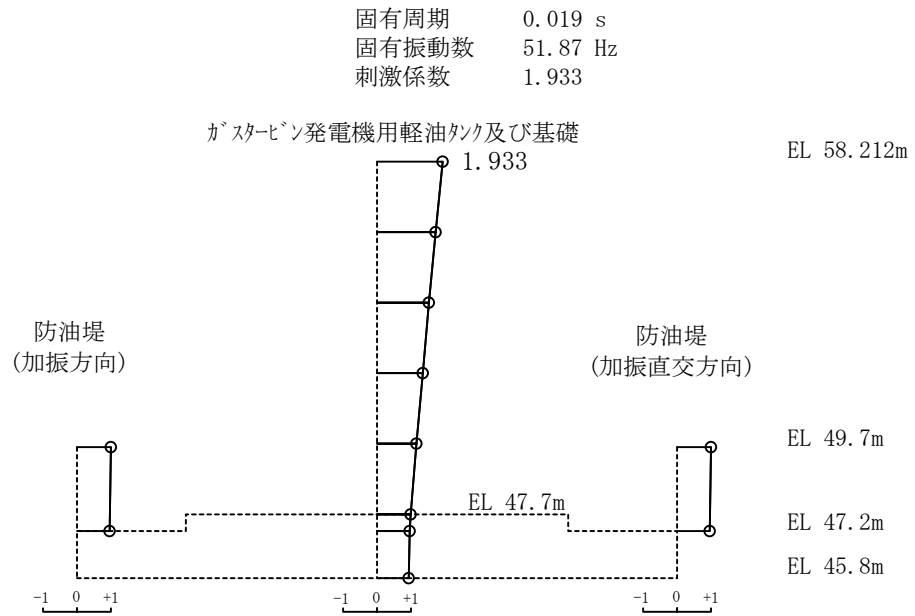 固有周期 0.019 s
固有振動数 51.87 Hz
刺激係数 1.933
ｶﾞｽﾀｰﾋﾞﾝ発電機用軽油ﾀﾝｸ及び基礎
1.933
EL 58.212m
防油堤
(加振方向)
防油堤
(加振直交方向)
EL 49.7m
EL 47.7m
EL 47.2m
EL 45.8m
-1 0 +1
-1 0 +1
-1 0 +1